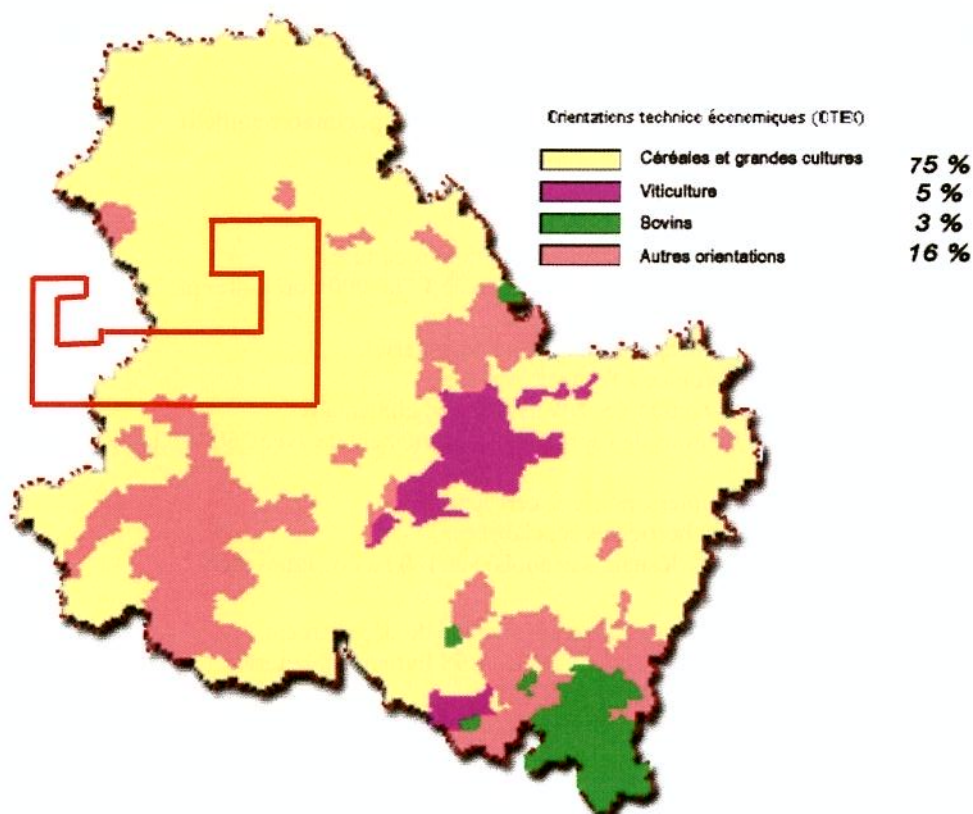 Orientations technico économiques (OTEX)
Céréales et grandes cultures 75 %
Viticulture 5 %
Bovins 3 %
Autres orientations 16 %